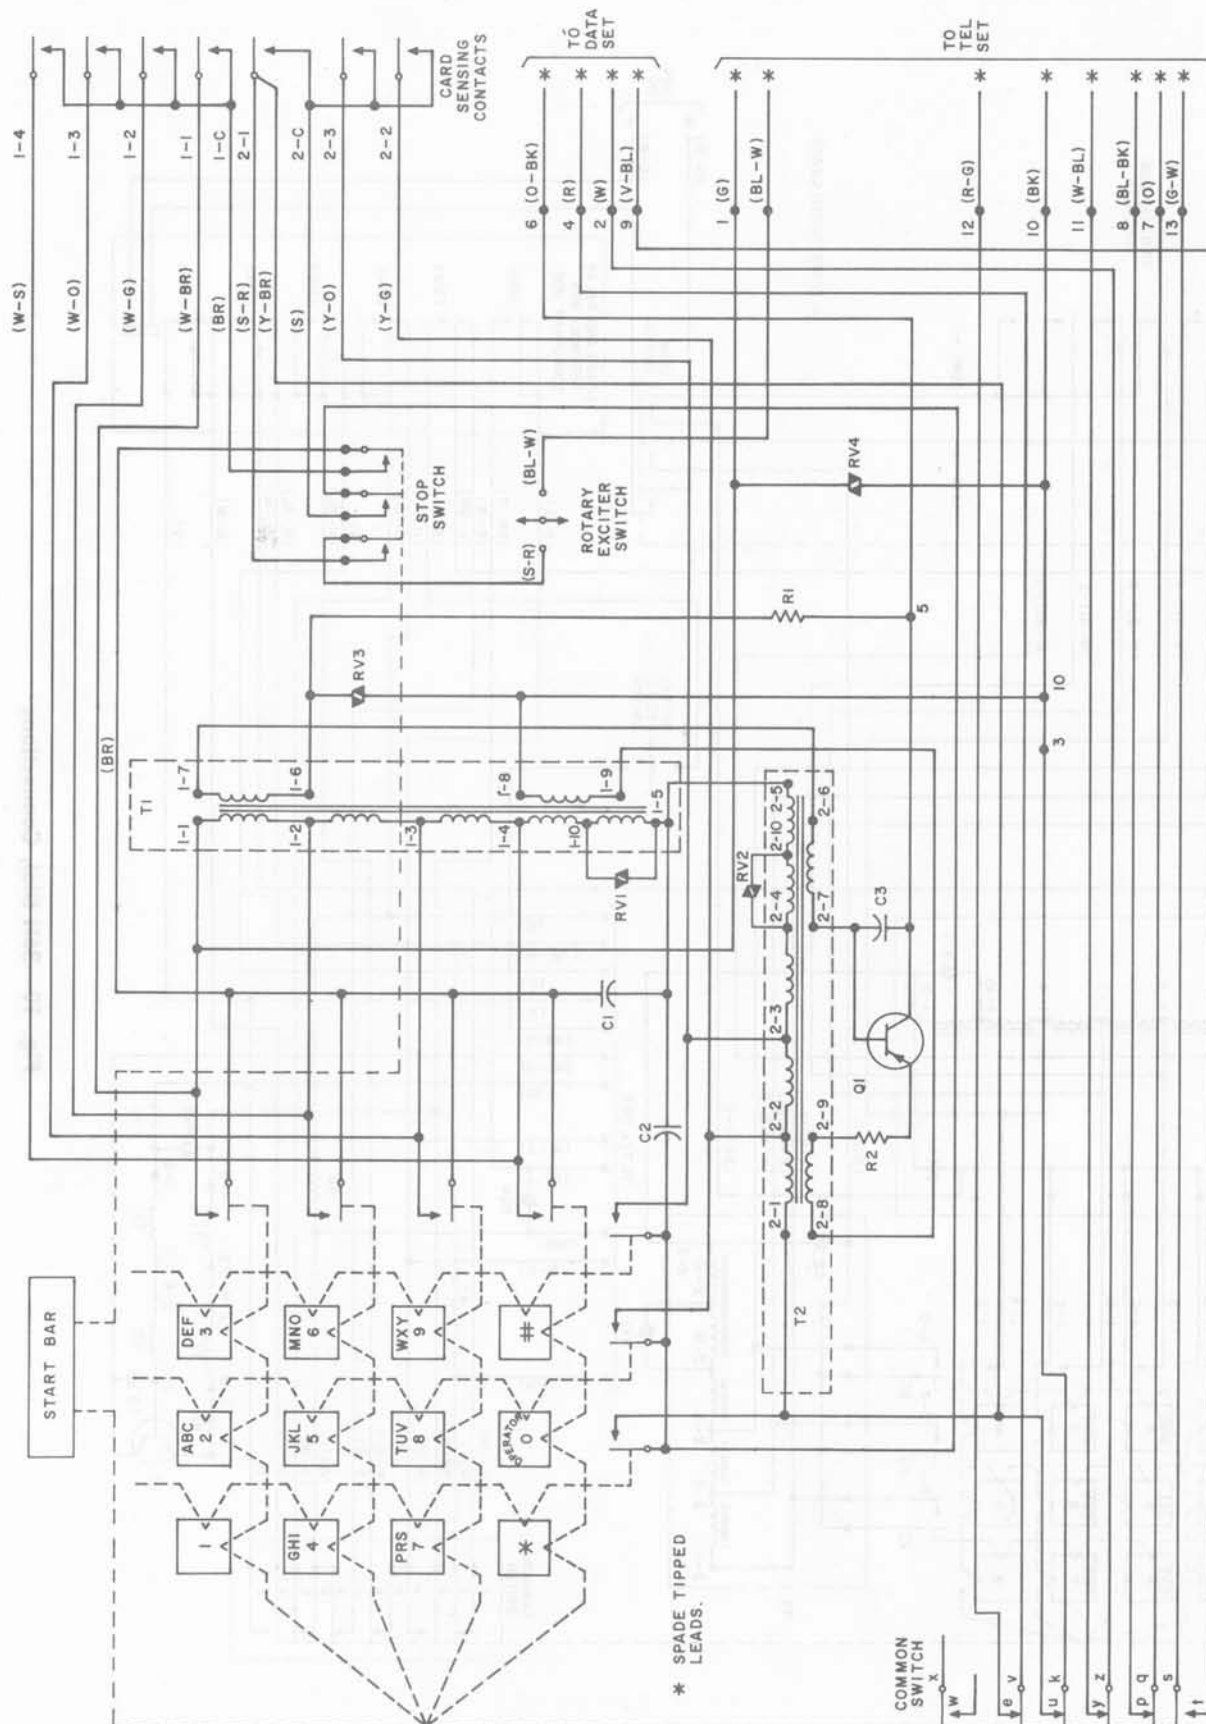 START BAR
1
ABC
2
DEF
3
GHI
4
JKL
5
MNO
6
PRS
7
TUV
8
WXY
9
*
OPERATOR
0
#
* SPADE TIPPED
LEADS.
COMMON
SWITCH
x
w
e v
u k
y z
p q
s
t
(BR)
T1
1-1
1-2
1-3
1-4
1-10
1-5
1-7
1-6
1-8
1-9
RV1
RV3
C1
C2
T2
2-1
2-2
2-3
2-4
2-10
2-5
2-6
2-7
2-8
2-9
RV2
R2
Q1
C3
R1
5
10
3
RV4
STOP
SWITCH
(S-R)
(BL-W)
ROTARY
EXCITER
SWITCH
(W-S) 1-4
(W-O) 1-3
(W-G) 1-2
(W-BR) 1-1
(BR) 1-C
(S-R) 2-1
(Y-BR)
(S) 2-C
(Y-O) 2-3
(Y-G) 2-2
CARD
SENSING
CONTACTS
6 (O-BK) *
4 (R) *
2 (W) *
9 (V-BL) *
TO
DATA
SET
1 (G) *
(BL-W) *
12 (R-G) *
10 (BK) *
11 (W-BL) *
8 (BL-BK) *
7 (O) *
13 (G-W) *
TO
TEL
SET